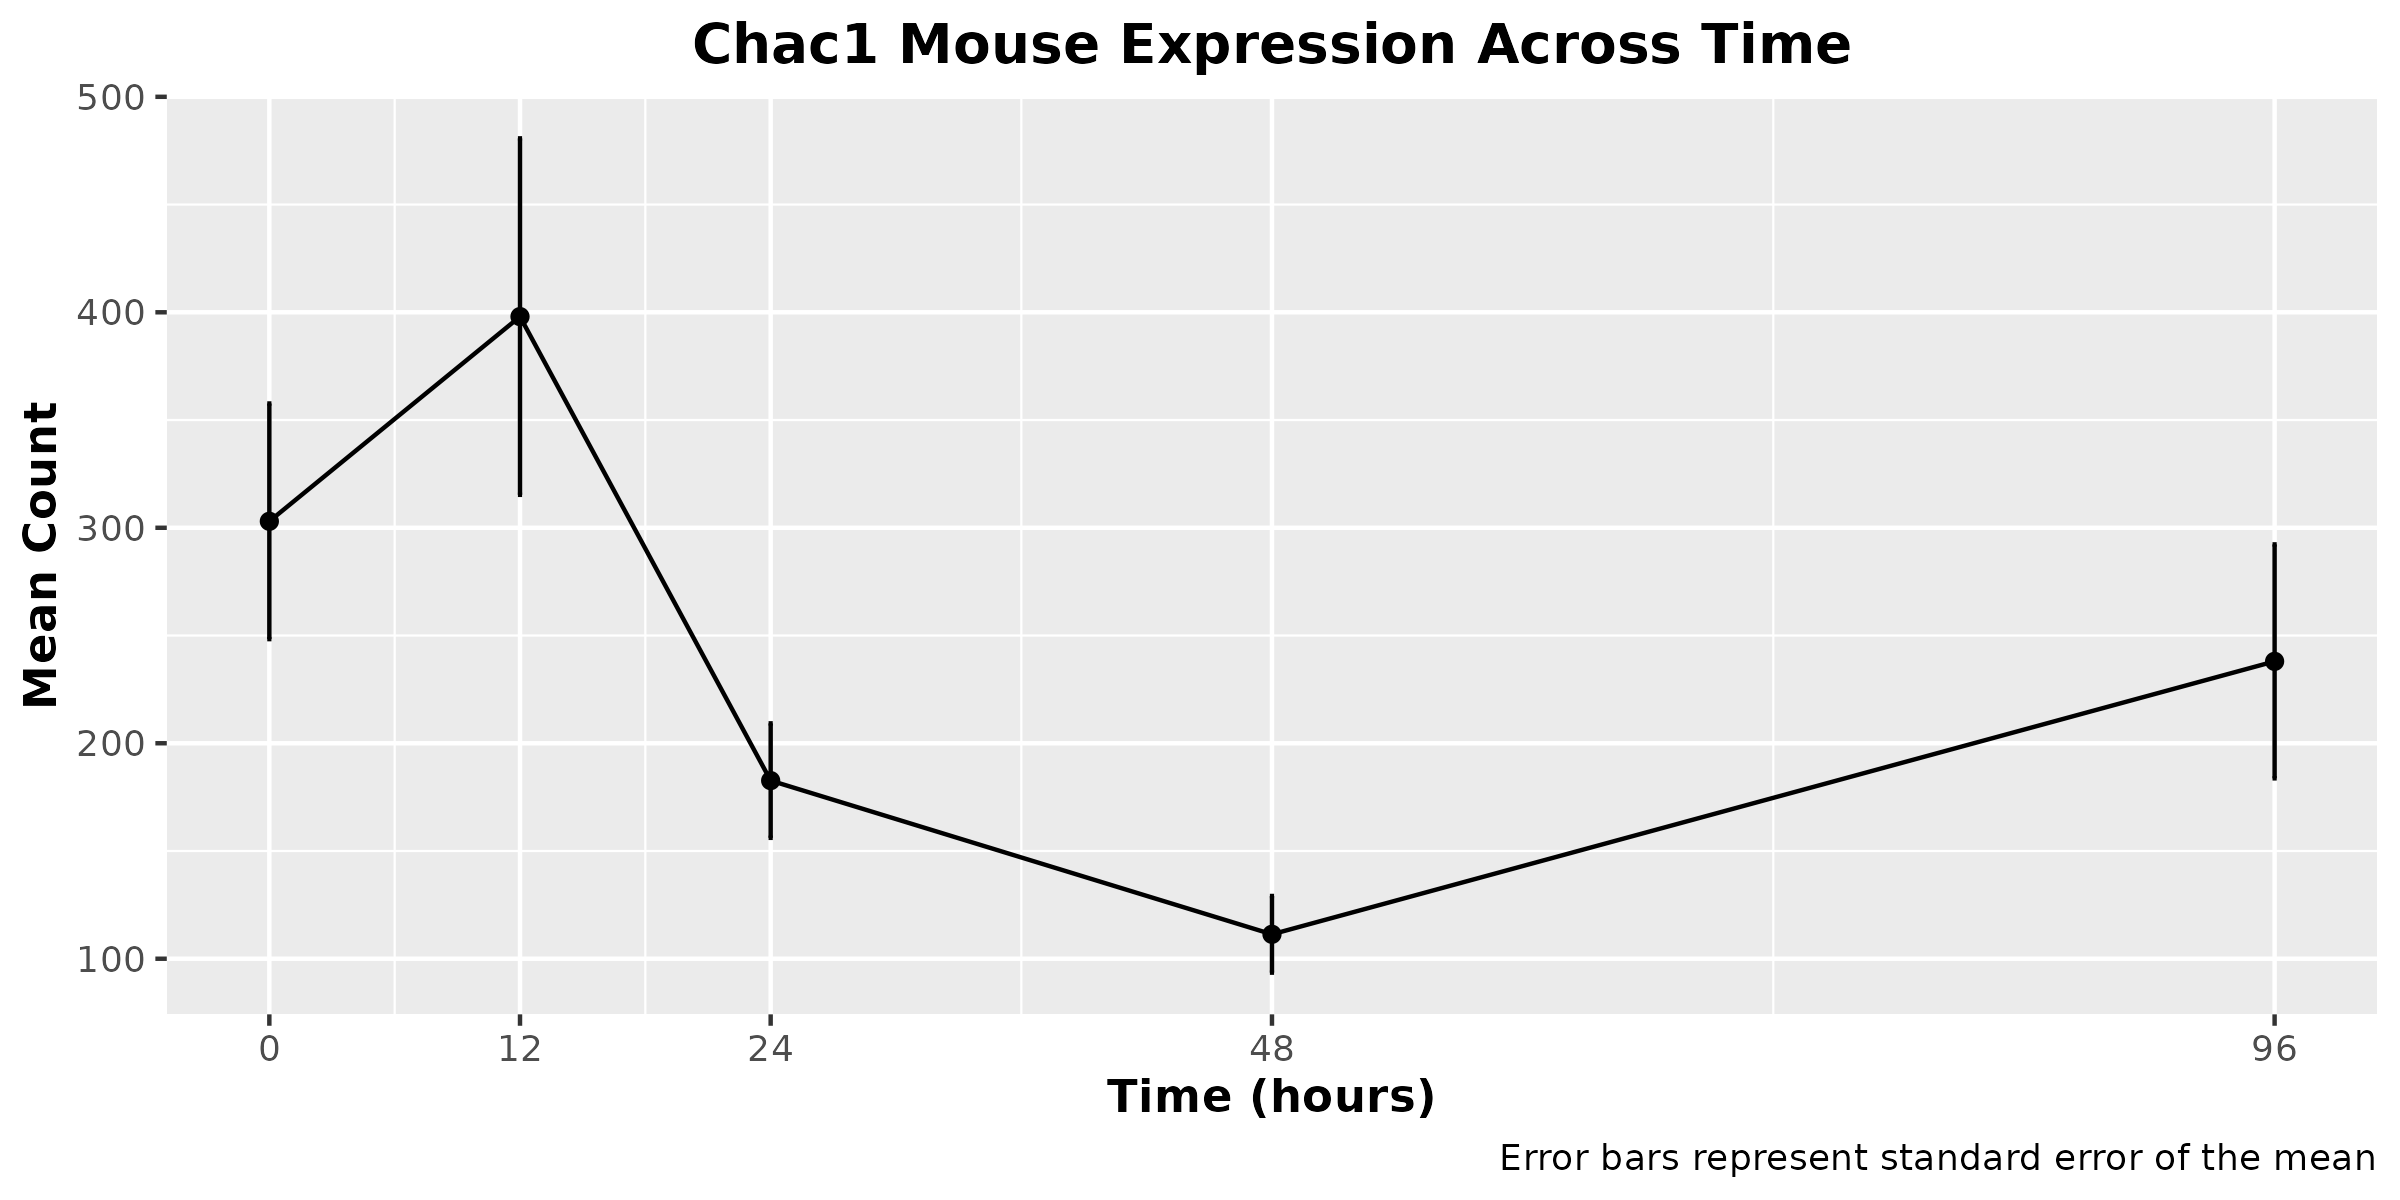 Chac1 Mouse Expression Across Time
Mean Count
500
400
300
200
100
0 12 24 48 96
Time (hours)
Error bars represent standard error of the mean